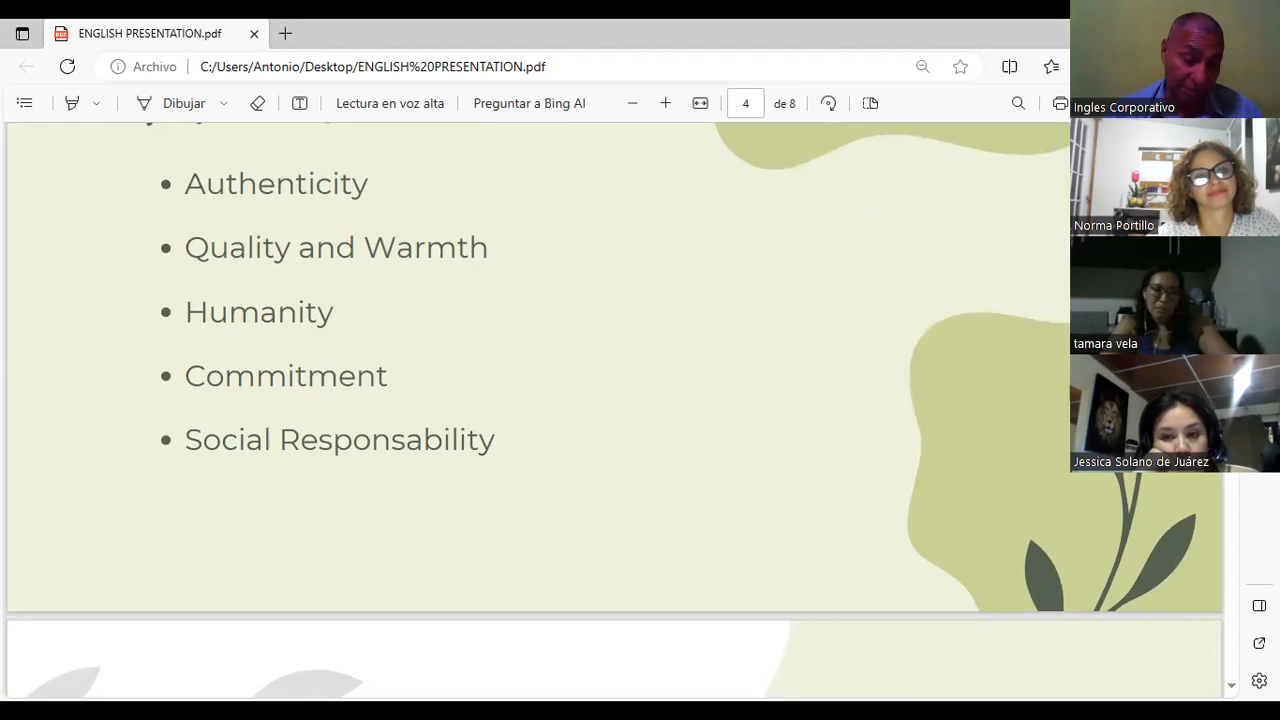 ENGLISH PRESENTATION.pdf
Archivo
C:/Users/Antonio/Desktop/ENGLISH%20PRESENTATION.pdf
Dibujar
Lectura en voz alta
Preguntar a Bing AI
4
de 8
• Authenticity
• Quality and Warmth
• Humanity
• Commitment
• Social Responsability
Ingles Corporativo
Norma Portillo
tamara vela
Jessica Solano de Juárez